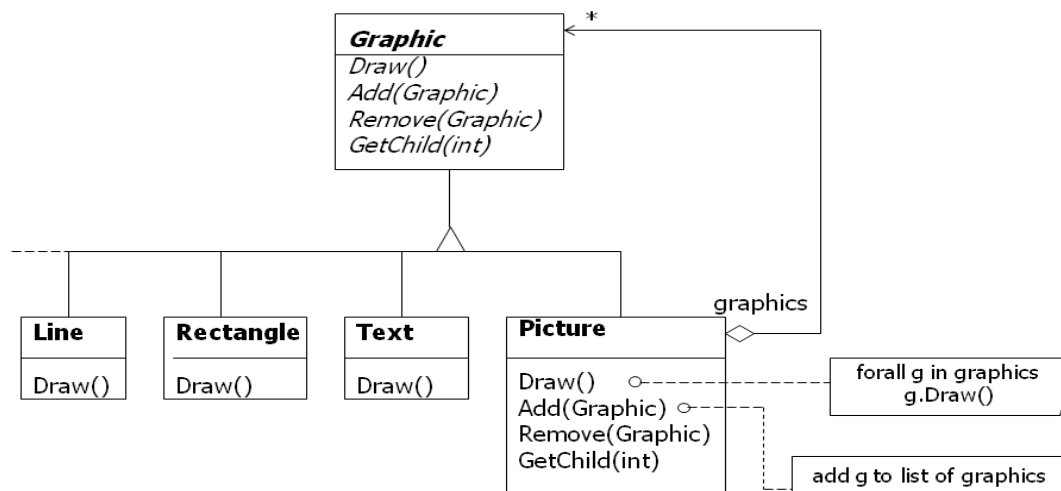 *
Graphic
Draw()
Add(Graphic)
Remove(Graphic)
GetChild(int)
graphics
Line
Draw()
Rectangle
Draw()
Text
Draw()
Picture
Draw()
Add(Graphic)
Remove(Graphic)
GetChild(int)
forall g in graphics
g.Draw()
add g to list of graphics